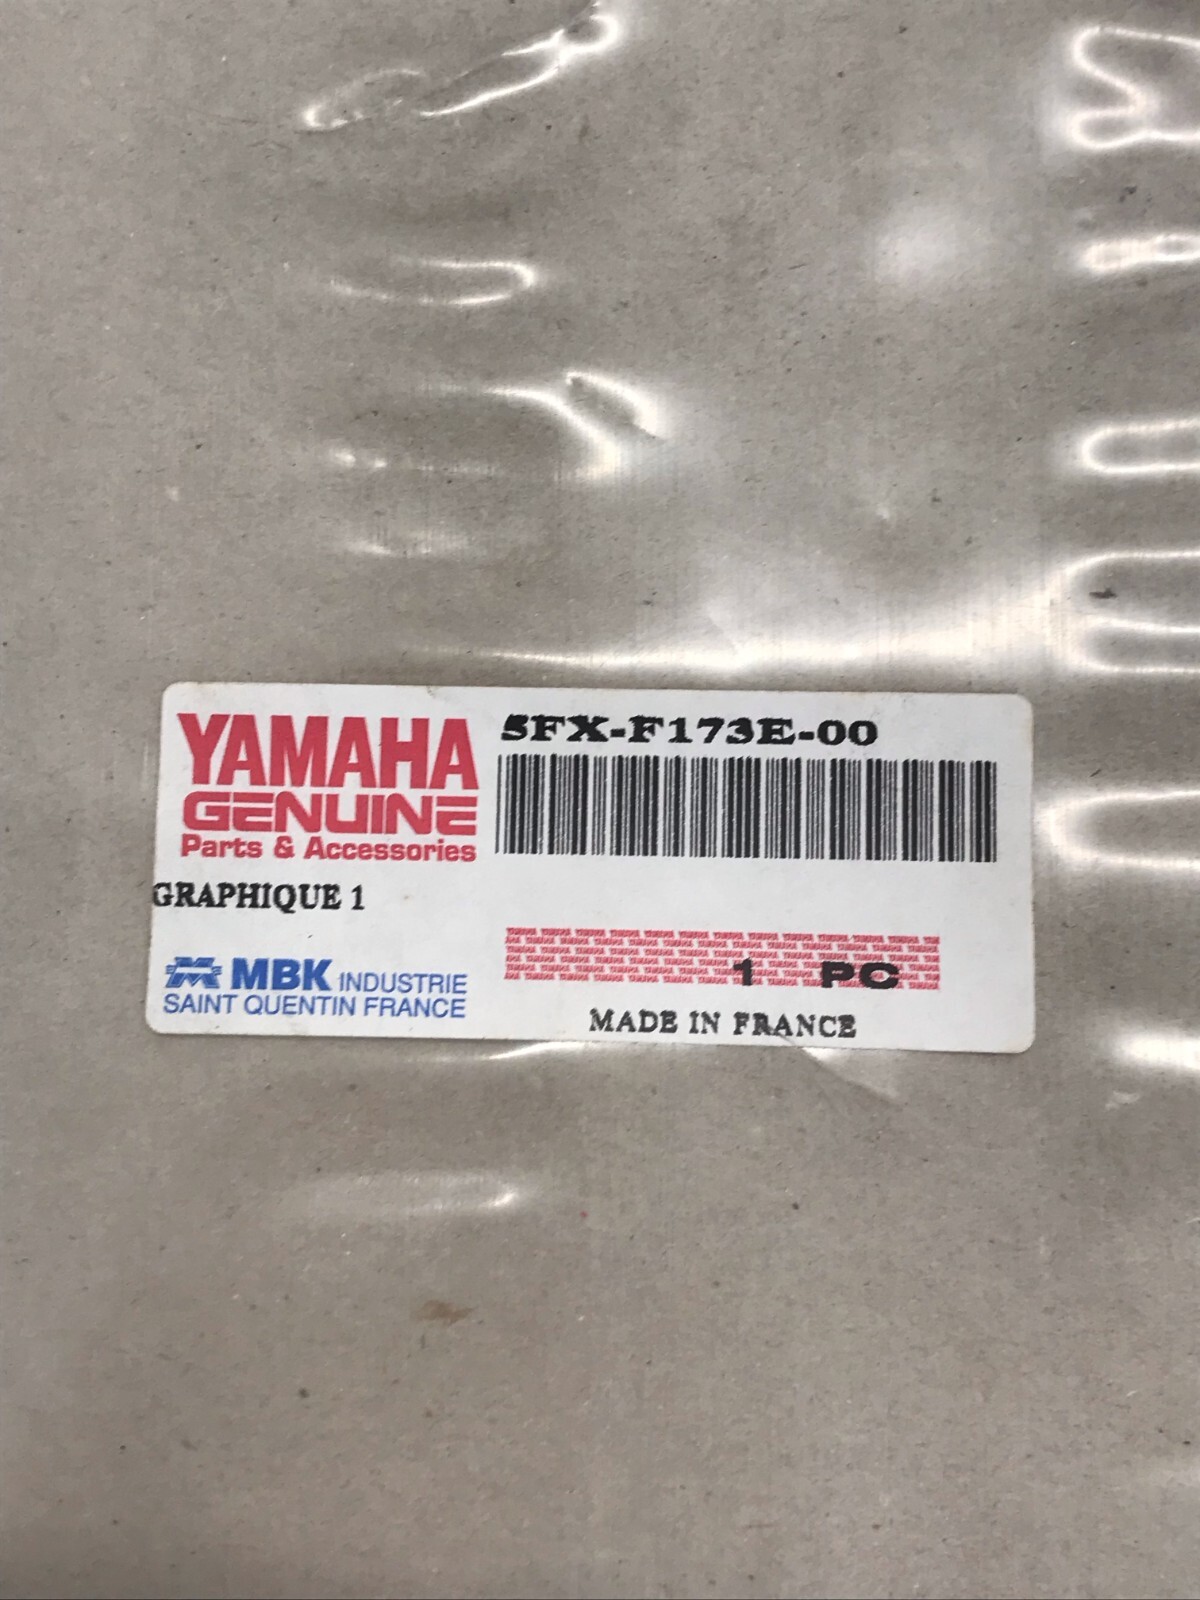 YAMAHA
GENUINE
Parts & Accessories
5FX-F173E-00
GRAPHIQUE 1
MBK INDUSTRIE
SAINT QUENTIN FRANCE
1 PC
MADE IN FRANCE